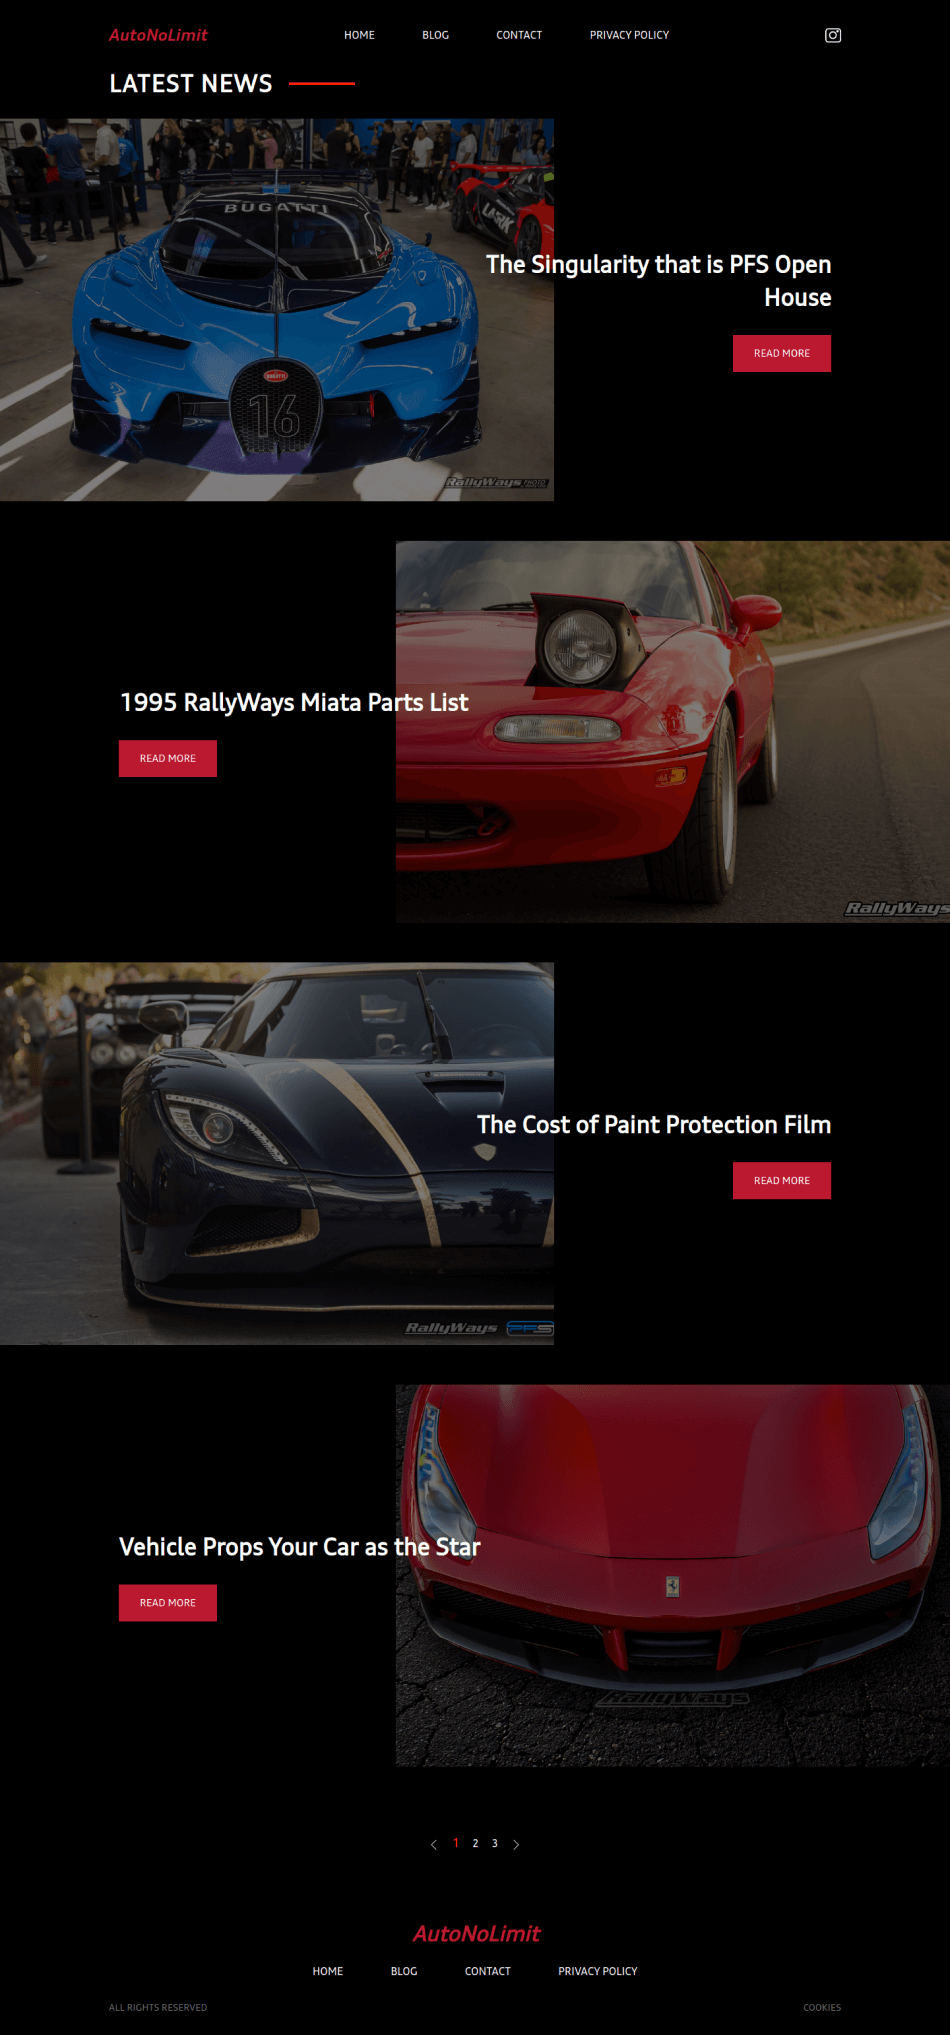 AutoNoLimit
HOME BLOG CONTACT PRIVACY POLICY
LATEST NEWS
BUGATTI
LARK
The Singularity that is PFS Open
House
READ MORE
BUGATTI
16
RallyWays PHOTO
1995 RallyWays Miata Parts List
READ MORE
RallyWays
The Cost of Paint Protection Film
READ MORE
RallyWays PFS
Vehicle Props Your Car as the Star
READ MORE
RallyWays
1 2 3
AutoNoLimit
HOME BLOG CONTACT PRIVACY POLICY
ALL RIGHTS RESERVED COOKIES